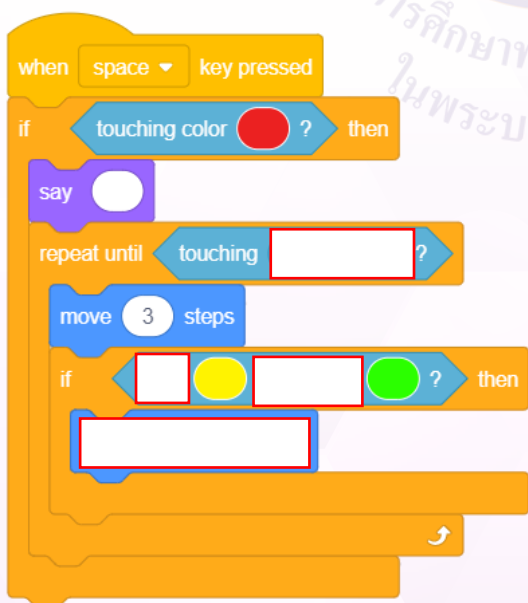 when space key pressed
if touching color ? then
say
repeat until touching ?
move 3 steps
if ? then